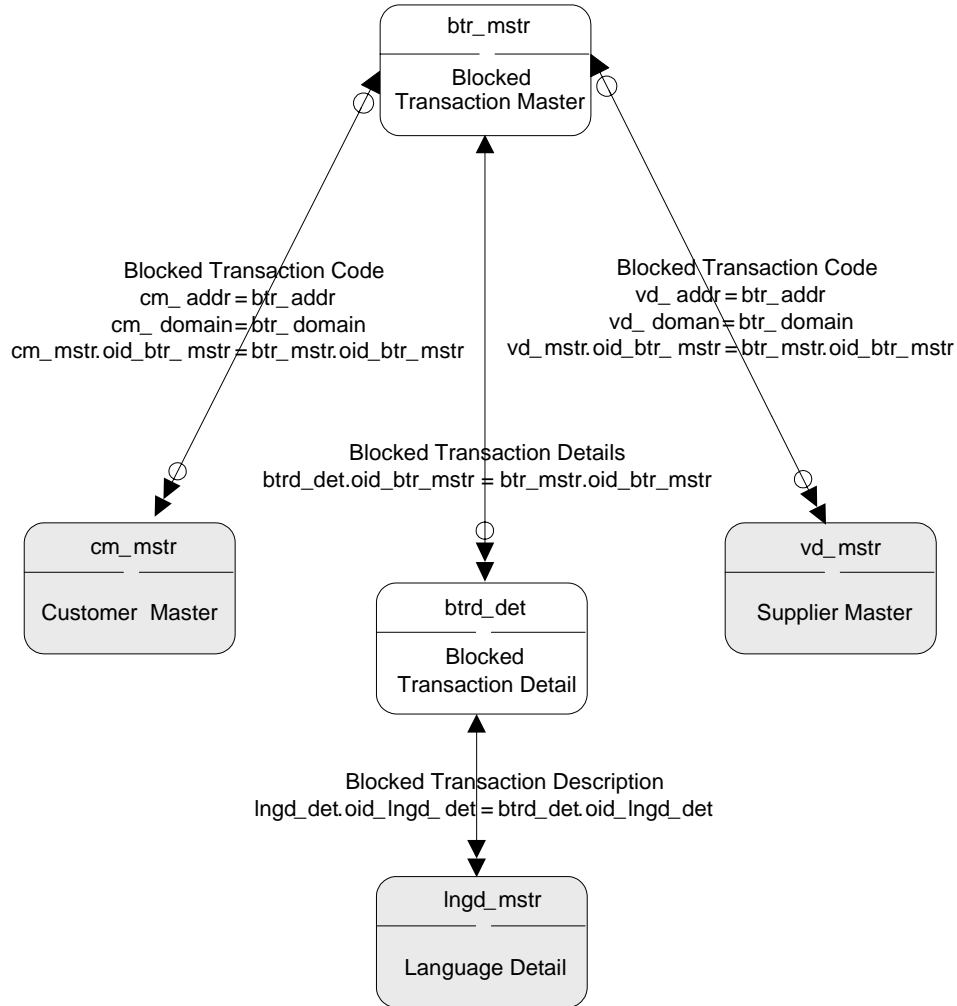 btr_mstr
Blocked
Transaction Master
Blocked Transaction Code
cm_ addr = btr_ addr
cm_ domain = btr_ domain
cm_mstr.oid_btr_ mstr = btr_mstr.oid_btr_mstr
Blocked Transaction Code
vd_ addr = btr_addr
vd_ doman = btr_ domain
vd_mstr.oid_btr_ mstr = btr_mstr.oid_btr_mstr
Blocked Transaction Details
btrd_det.oid_btr_mstr = btr_mstr.oid_btr_mstr
cm_mstr
Customer Master
vd_mstr
Supplier Master
btrd_det
Blocked
Transaction Detail
Blocked Transaction Description
lngd_det.oid_lngd_ det = btrd_det.oid_lngd_det
lngd_mstr
Language Detail